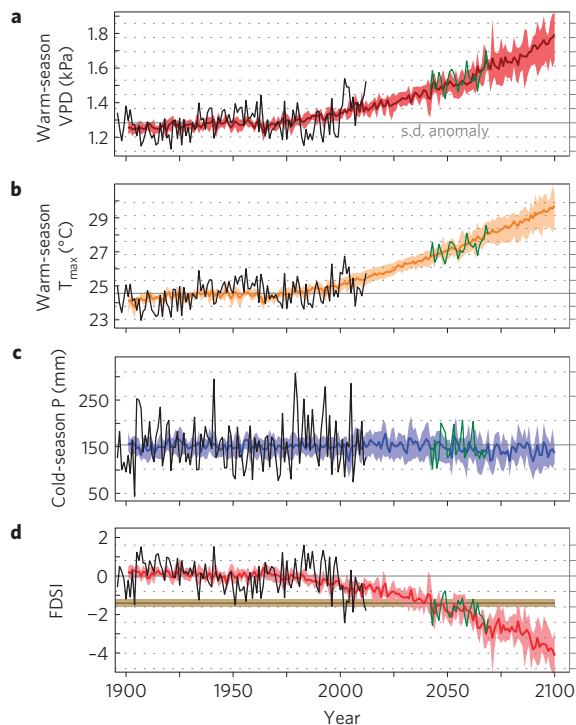 a
Warm-season
VPD (kPa)
1.8
1.6
1.4
1.2
s.d. anomaly
b
Warm-season
Tmax (°C)
29
27
25
23
c
Cold-season P (mm)
250
150
50
d
FDSI
2
0
−2
−4
1900
1950
2000
2050
2100
Year